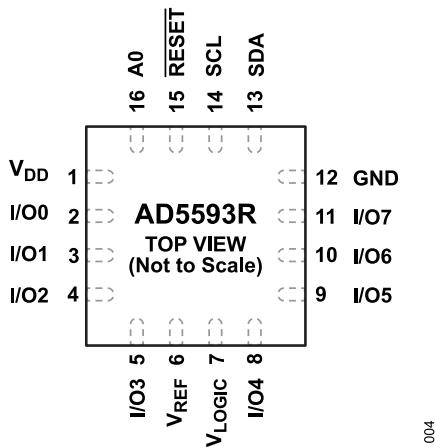 16 A0
15 RESET
14 SCL
13 SDA
VDD 1
I/O0 2
I/O1 3
I/O2 4
AD5593R
TOP VIEW
(Not to Scale)
12 GND
11 I/O7
10 I/O6
9 I/O5
I/O3 5
VREF 6
VLOGIC 7
I/O4 8
004